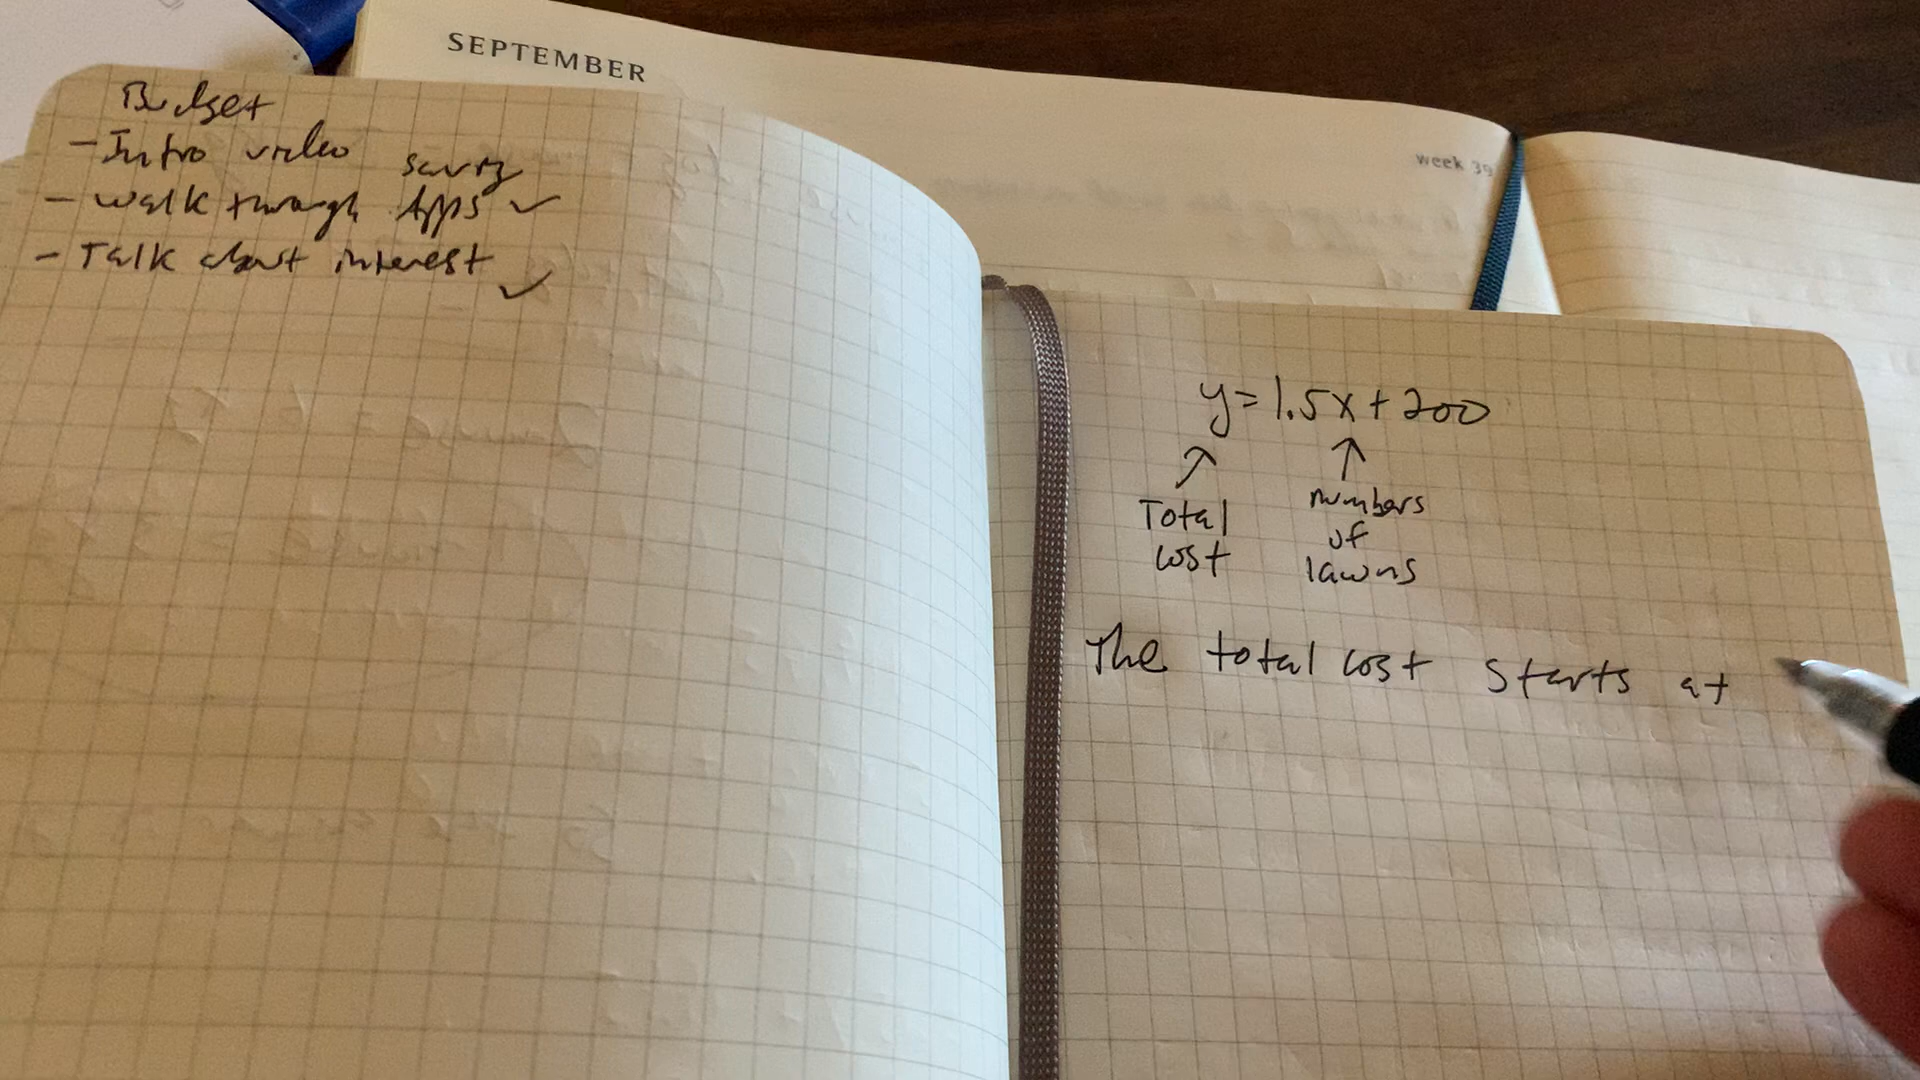 SEPTEMBER
week 39
Budget
- Intro video
saving
- Walk through Apps ✓
- Talk about interest ✓
y = 1.5x + 200
↗ ↑
Total cost
numbers of lawns
The total cost starts at